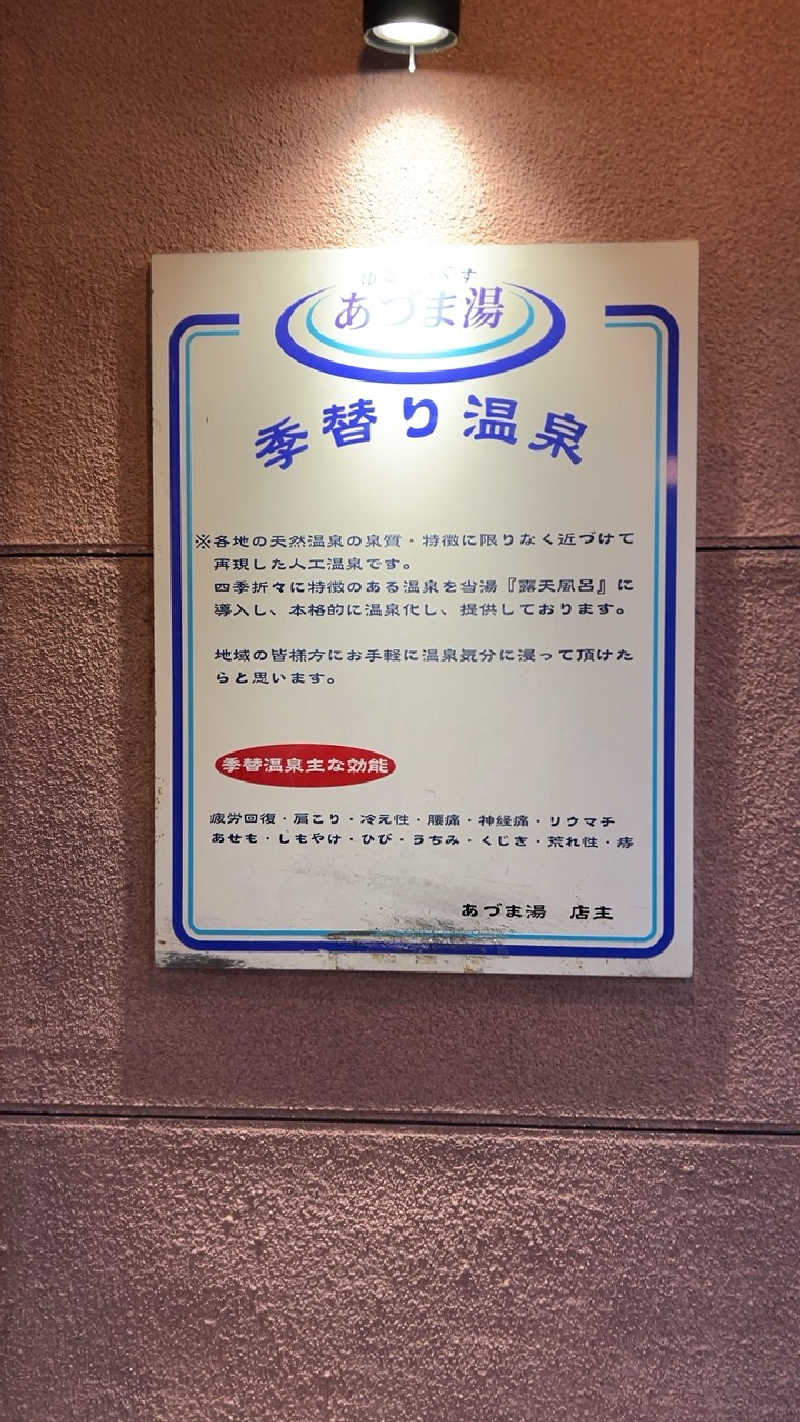 あづま湯
季替り温泉
※各地の天然温泉の泉質・特徴に限りなく近づけて
再現した人工温泉です。
四季折々に特徴のある温泉を当湯『露天風呂』に
導入し、本格的に温泉化し、提供しております。
地域の皆様方にお手軽に温泉気分に浸って頂けた
らと思います。
季替温泉主な効能
疲労回復・肩こり・冷え性・腰痛・神経痛・リウマチ
あせも・しもやけ・ひび・うちみ・くじき・荒れ性・痔
あづま湯 店主